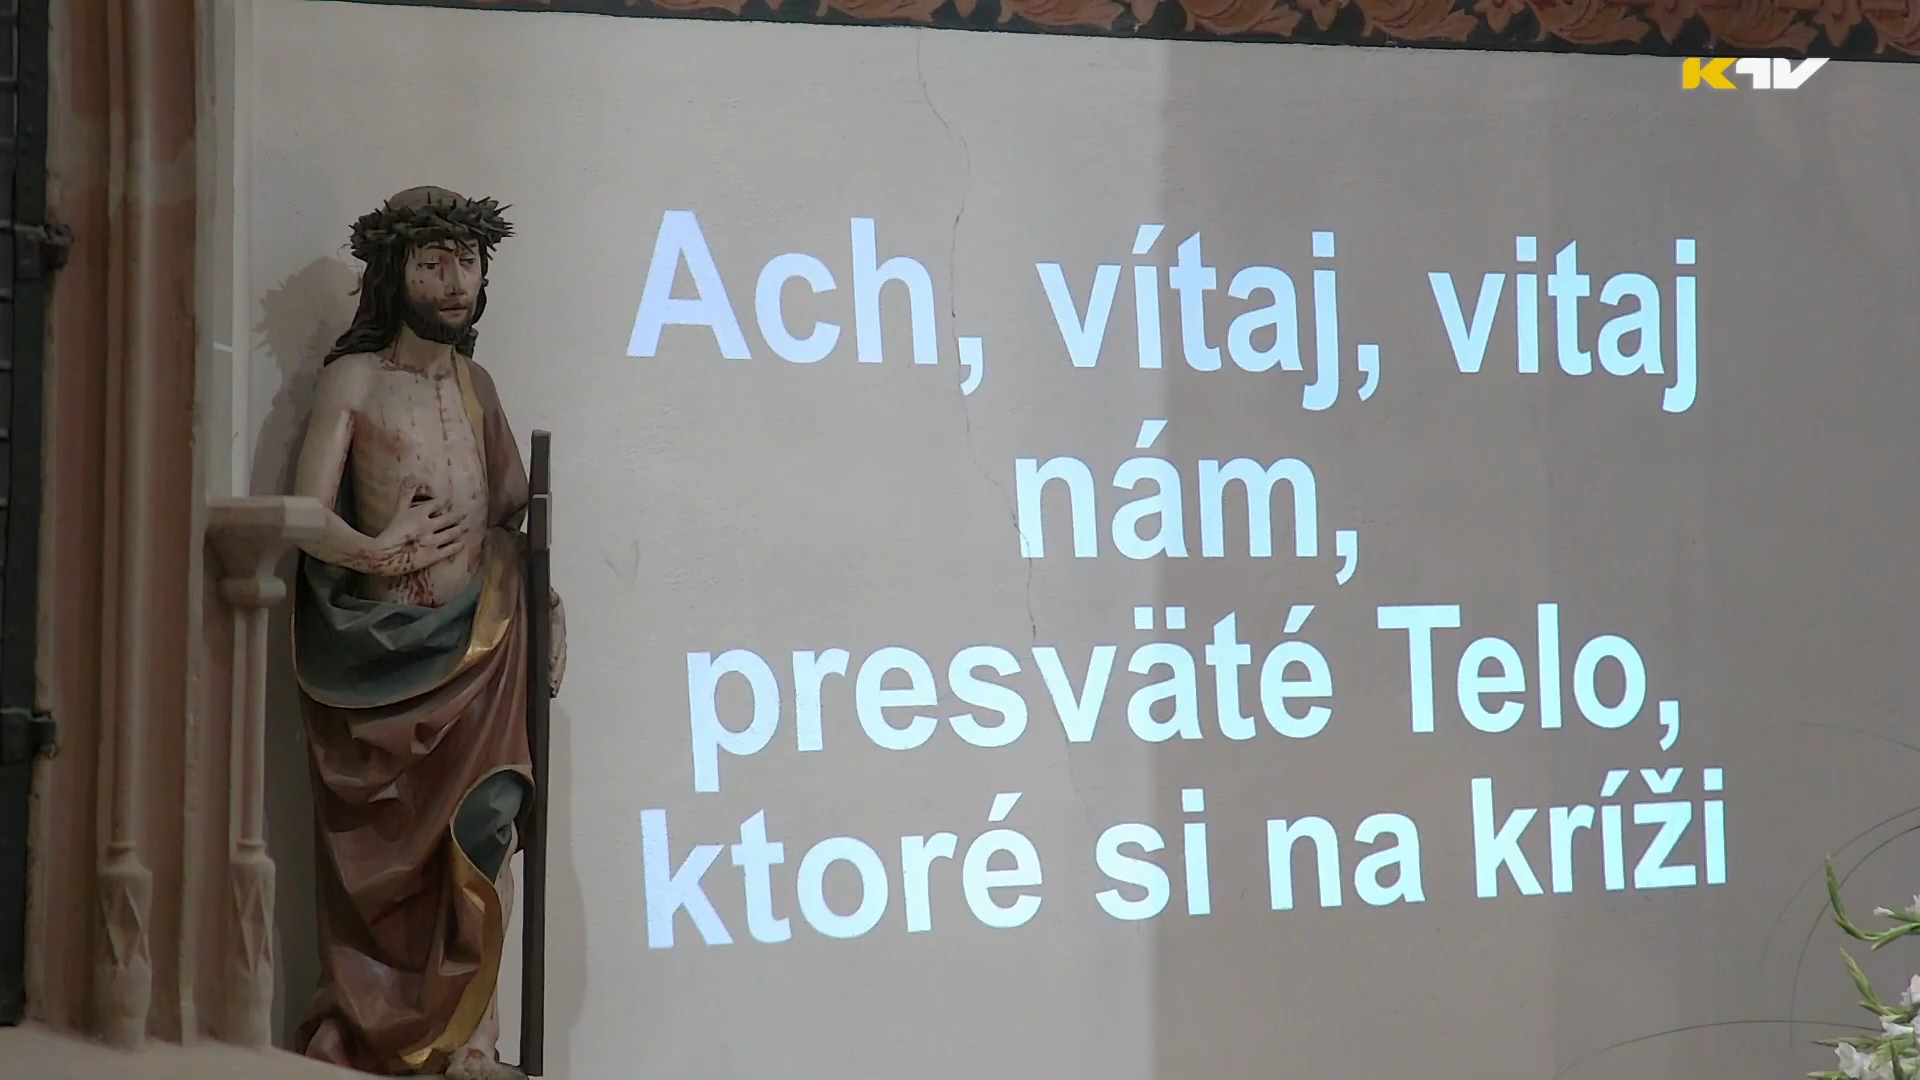 K TV
Ach, vítaj, vitaj
nám,
presväté Telo,
ktoré si na kríži